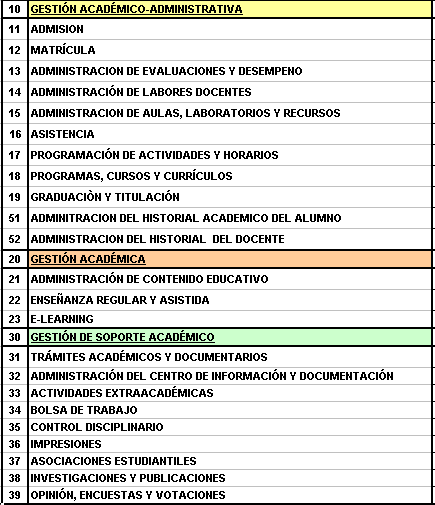 10 GESTIÓN ACADÉMICO-ADMINISTRATIVA
11 ADMISION
12 MATRÍCULA
13 ADMINISTRACION DE EVALUACIONES Y DESEMPEÑO
14 ADMINISTRACIÓN DE LABORES DOCENTES
15 ADMINISTRACION DE AULAS, LABORATORIOS Y RECURSOS
16 ASISTENCIA
17 PROGRAMACIÓN DE ACTIVIDADES Y HORARIOS
18 PROGRAMAS, CURSOS Y CURRÍCULOS
19 GRADUACIÒN Y TITULACIÓN
51 ADMINITRACION DEL HISTORIAL ACADEMICO DEL ALUMNO
52 ADMINISTRACION DEL HISTORIAL DEL DOCENTE
20 GESTIÓN ACADÉMICA
21 ADMINISTRACIÓN DE CONTENIDO EDUCATIVO
22 ENSEÑANZA REGULAR Y ASISTIDA
23 E-LEARNING
30 GESTIÓN DE SOPORTE ACADÉMICO
31 TRÁMITES ACADÉMICOS Y DOCUMENTARIOS
32 ADMINISTRACIÓN DEL CENTRO DE INFORMACIÓN Y DOCUMENTACIÓN
33 ACTIVIDADES EXTRAACADÉMICAS
34 BOLSA DE TRABAJO
35 CONTROL DISCIPLINARIO
36 IMPRESIONES
37 ASOCIACIONES ESTUDIANTILES
38 INVESTIGACIONES Y PUBLICACIONES
39 OPINIÓN, ENCUESTAS Y VOTACIONES